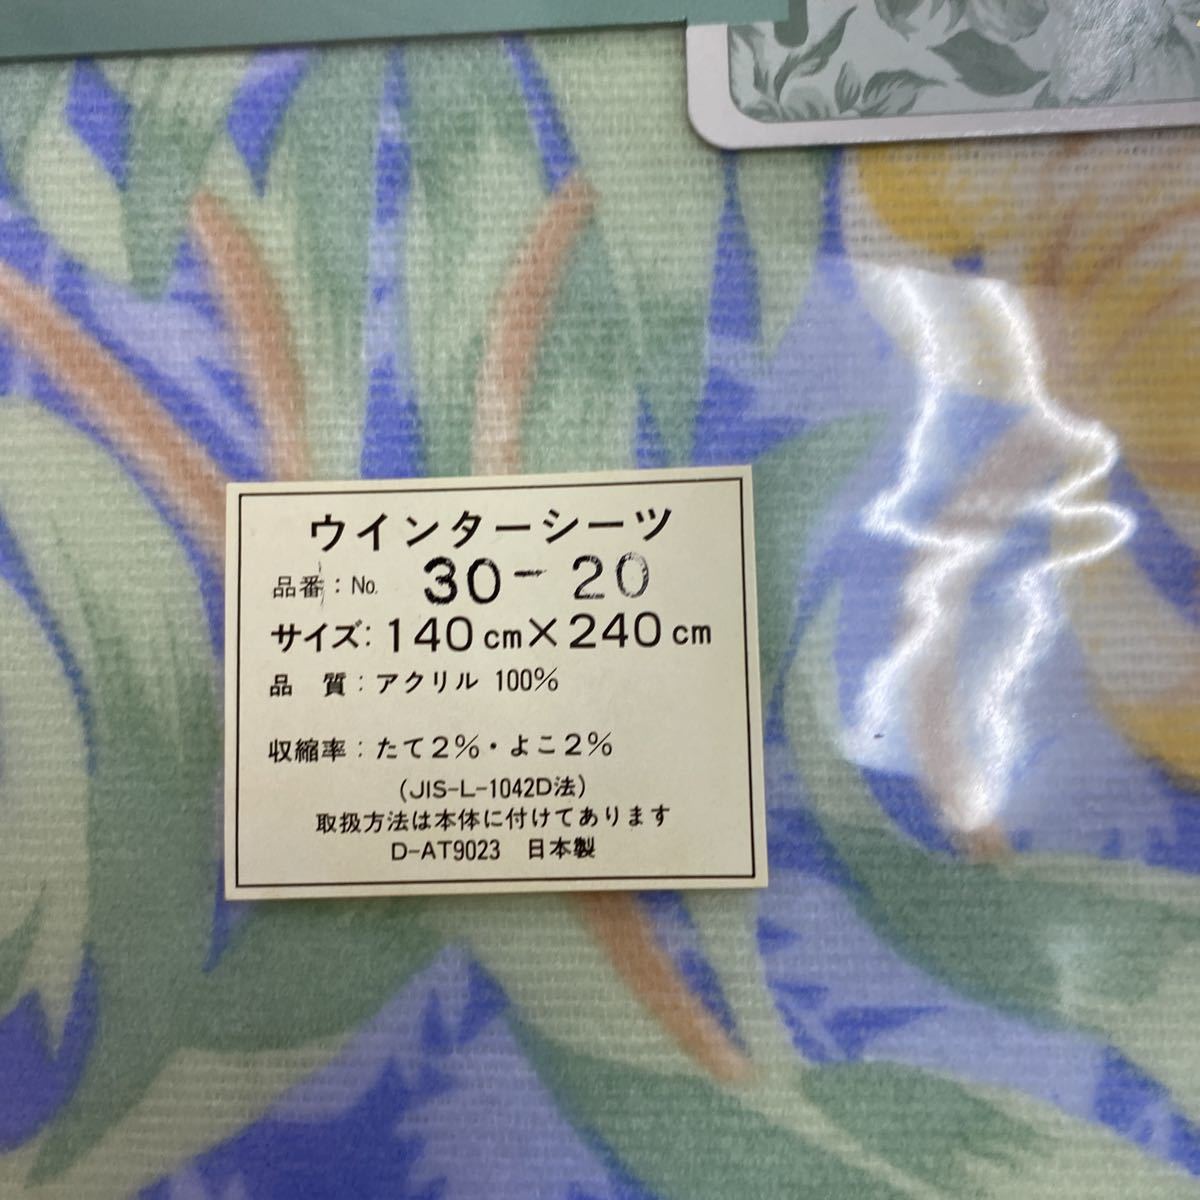 ウインターシーツ
品番：No. 30-20
サイズ：140cm×240cm
品 質：アクリル 100%
収縮率：たて2%・よこ2%
(JIS-L-1042D法)
取扱方法は本体に付けてあります
D-AT9023 日本製